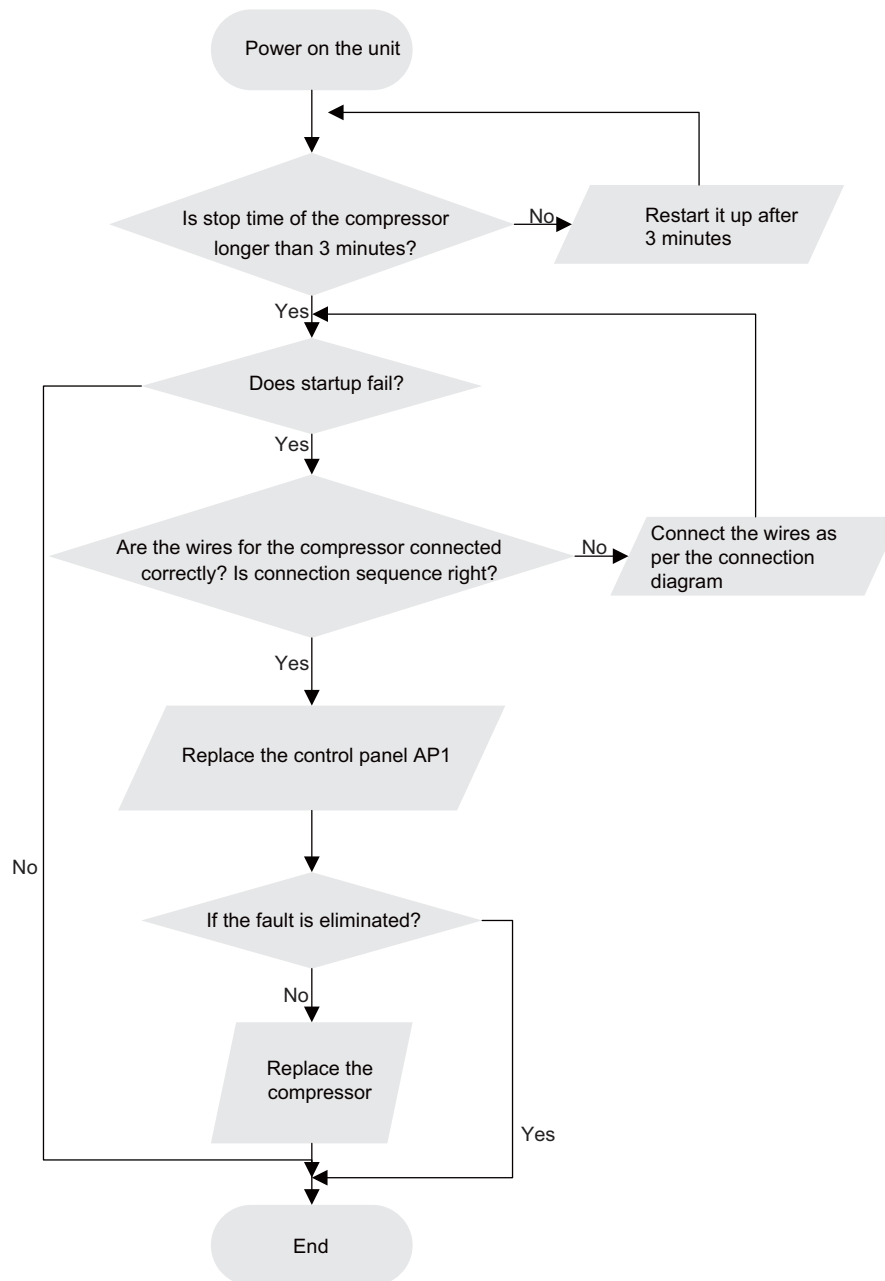 Power on the unit
Is stop time of the compressor
longer than 3 minutes?
No
Restart it up after
3 minutes
Yes
Does startup fail?
Yes
Are the wires for the compressor connected
correctly? Is connection sequence right?
No
Connect the wires as
per the connection
diagram
Yes
Replace the control panel AP1
No
If the fault is eliminated?
No
Replace the
compressor
Yes
End